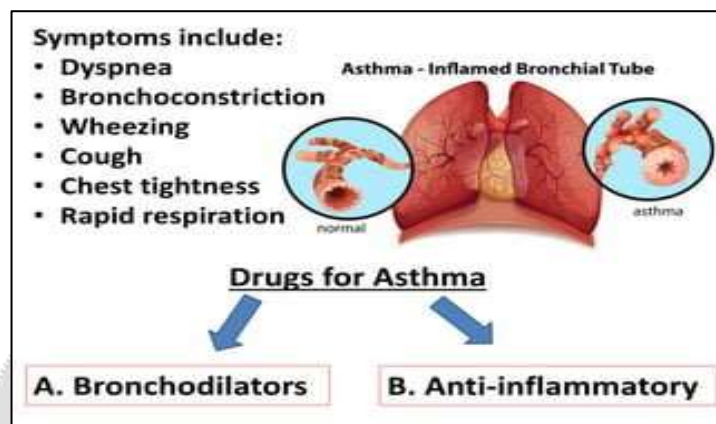 Symptoms include:
• Dyspnea
• Bronchoconstriction
• Wheezing
• Cough
• Chest tightness
• Rapid respiration
Asthma - Inflamed Bronchial Tube
normal
asthma
Drugs for Asthma
A. Bronchodilators
B. Anti-inflammatory